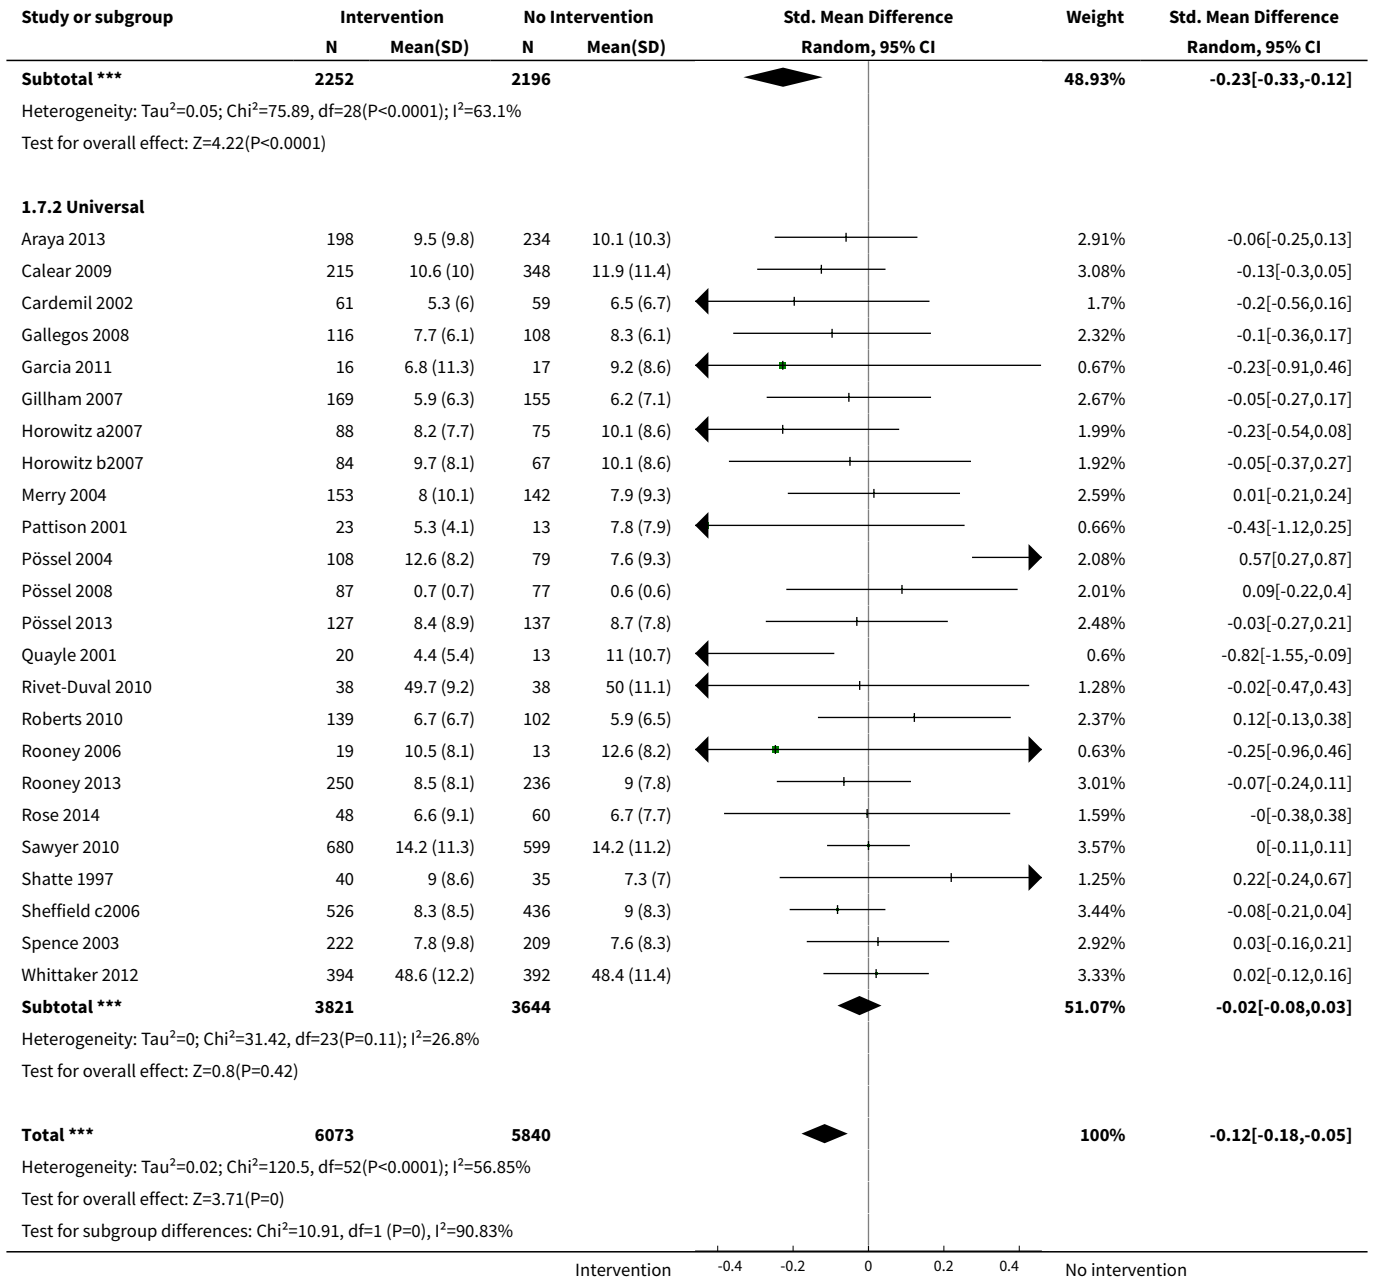 Study or subgroup Intervention No Intervention Std. Mean Difference Weight Std. Mean Difference
N Mean(SD) N Mean(SD) Random, 95% CI Random, 95% CI
Subtotal *** 2252 2196 48.93% -0.23[-0.33,-0.12]
Heterogeneity: Tau²=0.05; Chi²=75.89, df=28(P<0.0001); I²=63.1%
Test for overall effect: Z=4.22(P<0.0001)
1.7.2 Universal
Araya 2013 198 9.5 (9.8) 234 10.1 (10.3) 2.91% -0.06[-0.25,0.13]
Calear 2009 215 10.6 (10) 348 11.9 (11.4) 3.08% -0.13[-0.3,0.05]
Cardemil 2002 61 5.3 (6) 59 6.5 (6.7) 1.7% -0.2[-0.56,0.16]
Gallegos 2008 116 7.7 (6.1) 108 8.3 (6.1) 2.32% -0.1[-0.36,0.17]
Garcia 2011 16 6.8 (11.3) 17 9.2 (8.6) 0.67% -0.23[-0.91,0.46]
Gillham 2007 169 5.9 (6.3) 155 6.2 (7.1) 2.67% -0.05[-0.27,0.17]
Horowitz a2007 88 8.2 (7.7) 75 10.1 (8.6) 1.99% -0.23[-0.54,0.08]
Horowitz b2007 84 9.7 (8.1) 67 10.1 (8.6) 1.92% -0.05[-0.37,0.27]
Merry 2004 153 8 (10.1) 142 7.9 (9.3) 2.59% 0.01[-0.21,0.24]
Pattison 2001 23 5.3 (4.1) 13 7.8 (7.9) 0.66% -0.43[-1.12,0.25]
Pössel 2004 108 12.6 (8.2) 79 7.6 (9.3) 2.08% 0.57[0.27,0.87]
Pössel 2008 87 0.7 (0.7) 77 0.6 (0.6) 2.01% 0.09[-0.22,0.4]
Pössel 2013 127 8.4 (8.9) 137 8.7 (7.8) 2.48% -0.03[-0.27,0.21]
Quayle 2001 20 4.4 (5.4) 13 11 (10.7) 0.6% -0.82[-1.55,-0.09]
Rivet-Duval 2010 38 49.7 (9.2) 38 50 (11.1) 1.28% -0.02[-0.47,0.43]
Roberts 2010 139 6.7 (6.7) 102 5.9 (6.5) 2.37% 0.12[-0.13,0.38]
Rooney 2006 19 10.5 (8.1) 13 12.6 (8.2) 0.63% -0.25[-0.96,0.46]
Rooney 2013 250 8.5 (8.1) 236 9 (7.8) 3.01% -0.07[-0.24,0.11]
Rose 2014 48 6.6 (9.1) 60 6.7 (7.7) 1.59% -0[-0.38,0.38]
Sawyer 2010 680 14.2 (11.3) 599 14.2 (11.2) 3.57% 0[-0.11,0.11]
Shatte 1997 40 9 (8.6) 35 7.3 (7) 1.25% 0.22[-0.24,0.67]
Sheffield c2006 526 8.3 (8.5) 436 9 (8.3) 3.44% -0.08[-0.21,0.04]
Spence 2003 222 7.8 (9.8) 209 7.6 (8.3) 2.92% 0.03[-0.16,0.21]
Whittaker 2012 394 48.6 (12.2) 392 48.4 (11.4) 3.33% 0.02[-0.12,0.16]
Subtotal *** 3821 3644 51.07% -0.02[-0.08,0.03]
Heterogeneity: Tau²=0; Chi²=31.42, df=23(P=0.11); I²=26.8%
Test for overall effect: Z=0.8(P=0.42)
Total *** 6073 5840 100% -0.12[-0.18,-0.05]
Heterogeneity: Tau²=0.02; Chi²=120.5, df=52(P<0.0001); I²=56.85%
Test for overall effect: Z=3.71(P=0)
Test for subgroup differences: Chi²=10.91, df=1 (P=0), I²=90.83%
Intervention -0.4 -0.2 0 0.2 0.4 No intervention